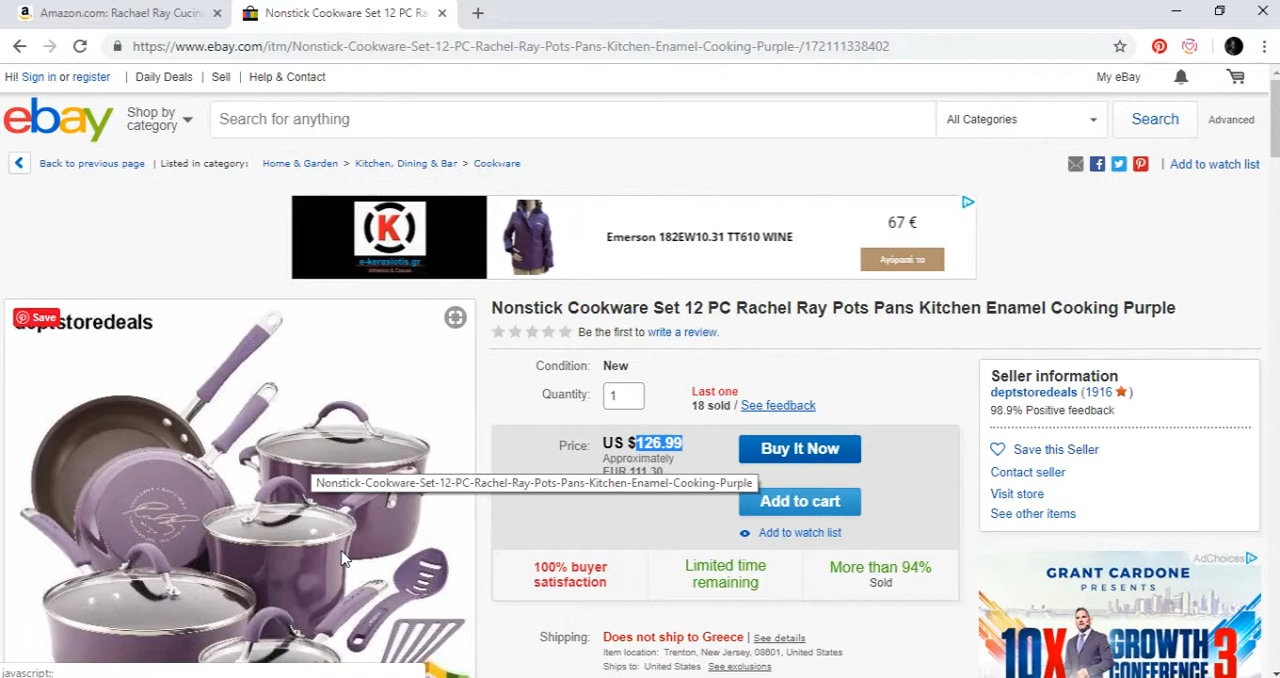 Amazon.com: Rachael Ray Cucin
Nonstick Cookware Set 12 PC Ra
https://www.ebay.com/itm/Nonstick-Cookware-Set-12-PC-Rachel-Ray-Pots-Pans-Kitchen-Enamel-Cooking-Purple-/172111338402
Hi! Sign in or register | Daily Deals | Sell | Help & Contact
My eBay
ebay
Shop by category
Search for anything
All Categories
Search
Advanced
Back to previous page | Listed in category: Home & Garden > Kitchen, Dining & Bar > Cookware
| Add to watch list
K
e-kerasiotis.gr
Athletics & Casual
Emerson 182EW10.31 TT610 WINE
67 €
Αγόρασέ το
Save
deptstoredeals
Nonstick Cookware Set 12 PC Rachel Ray Pots Pans Kitchen Enamel Cooking Purple
Be the first to write a review.
Condition: New
Quantity: 1
Last one
18 sold / See feedback
Price: US $126.99
Approximately
EUR 111.30
Buy It Now
Nonstick-Cookware-Set-12-PC-Rachel-Ray-Pots-Pans-Kitchen-Enamel-Cooking-Purple
Add to cart
Add to watch list
100% buyer satisfaction
Limited time remaining
More than 94% Sold
Shipping: Does not ship to Greece | See details
Item location: Trenton, New Jersey, 08601, United States
Ships to: United States See exclusions
Seller information
deptstoredeals (1916 )
98.9% Positive feedback
Save this Seller
Contact seller
Visit store
See other items
AdChoices
GRANT CARDONE
PRESENTS
10X GROWTH
CONFERENCE 3
javascript:;